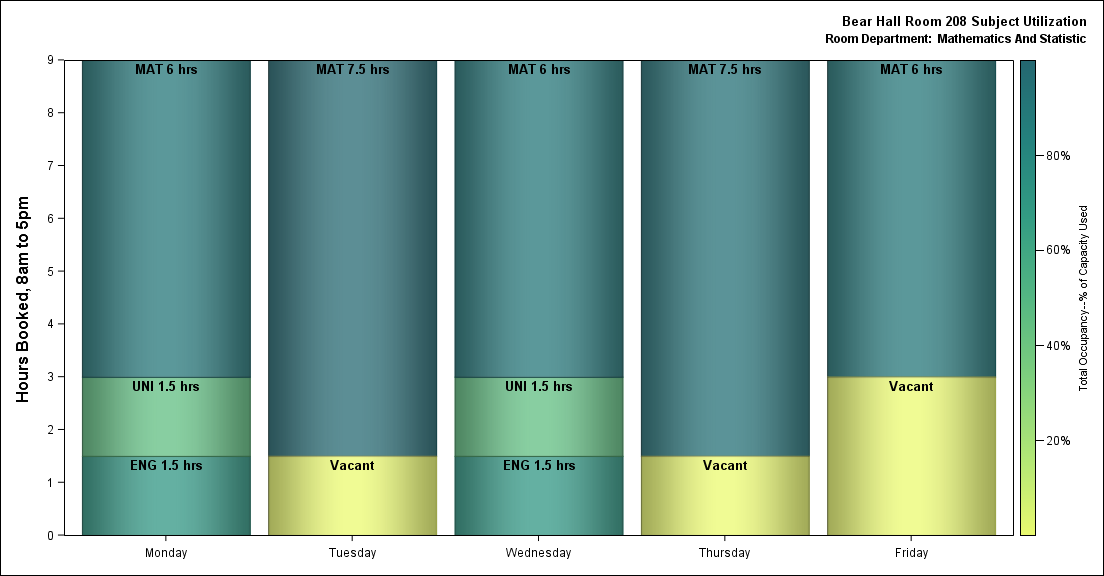 Bear Hall Room 208 Subject Utilization
Room Department: Mathematics And Statistic
Hours Booked, 8am to 5pm
9
8
7
6
5
4
3
2
1
0
MAT 6 hrs
UNI 1.5 hrs
ENG 1.5 hrs
MAT 7.5 hrs
Vacant
MAT 6 hrs
UNI 1.5 hrs
ENG 1.5 hrs
MAT 7.5 hrs
Vacant
MAT 6 hrs
Vacant
Monday
Tuesday
Wednesday
Thursday
Friday
80%
60%
40%
20%
Total Occupancy--% of Capacity Used